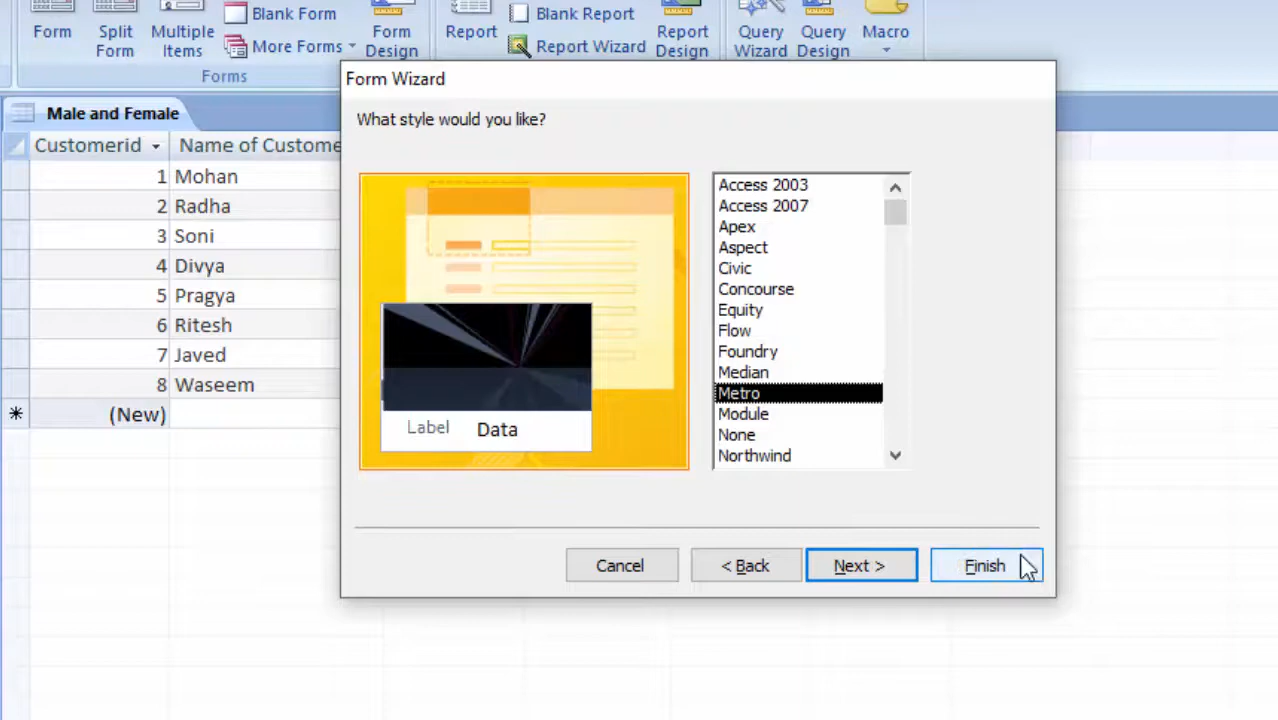 Blank Form
Blank Report
Form
Split
Form
Multiple
Items
More Forms
Form
Design
Report
Report Wizard
Report
Design
Query
Wizard
Query
Design
Macro
Forms
Form Wizard
Male and Female
What style would you like?
Customerid
Name of Custome
1 Mohan
2 Radha
3 Soni
4 Divya
5 Pragya
6 Ritesh
7 Javed
8 Waseem
(New)
Label
Data
Access 2003
Access 2007
Apex
Aspect
Civic
Concourse
Equity
Flow
Foundry
Median
Metro
Module
None
Northwind
Cancel
< Back
Next >
Finish